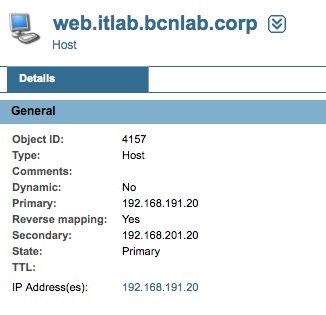 web.itlab.bcnlab.corp
Host
Details
General
Object ID: 4157
Type: Host
Comments:
Dynamic: No
Primary: 192.168.191.20
Reverse mapping: Yes
Secondary: 192.168.201.20
State: Primary
TTL:
IP Address(es): 192.168.191.20